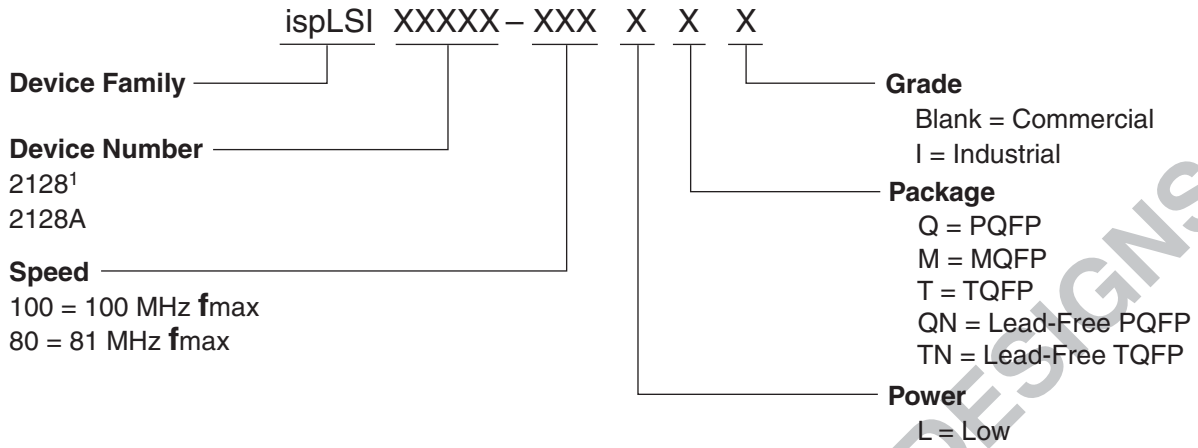 ispLSI XXXXX – XXX X X X
Device Family
Device Number
2128¹
2128A
Speed
100 = 100 MHz fmax
80 = 81 MHz fmax
Grade
Blank = Commercial
I = Industrial
Package
Q = PQFP
M = MQFP
T = TQFP
QN = Lead-Free PQFP
TN = Lead-Free TQFP
Power
L = Low
DESIGNS